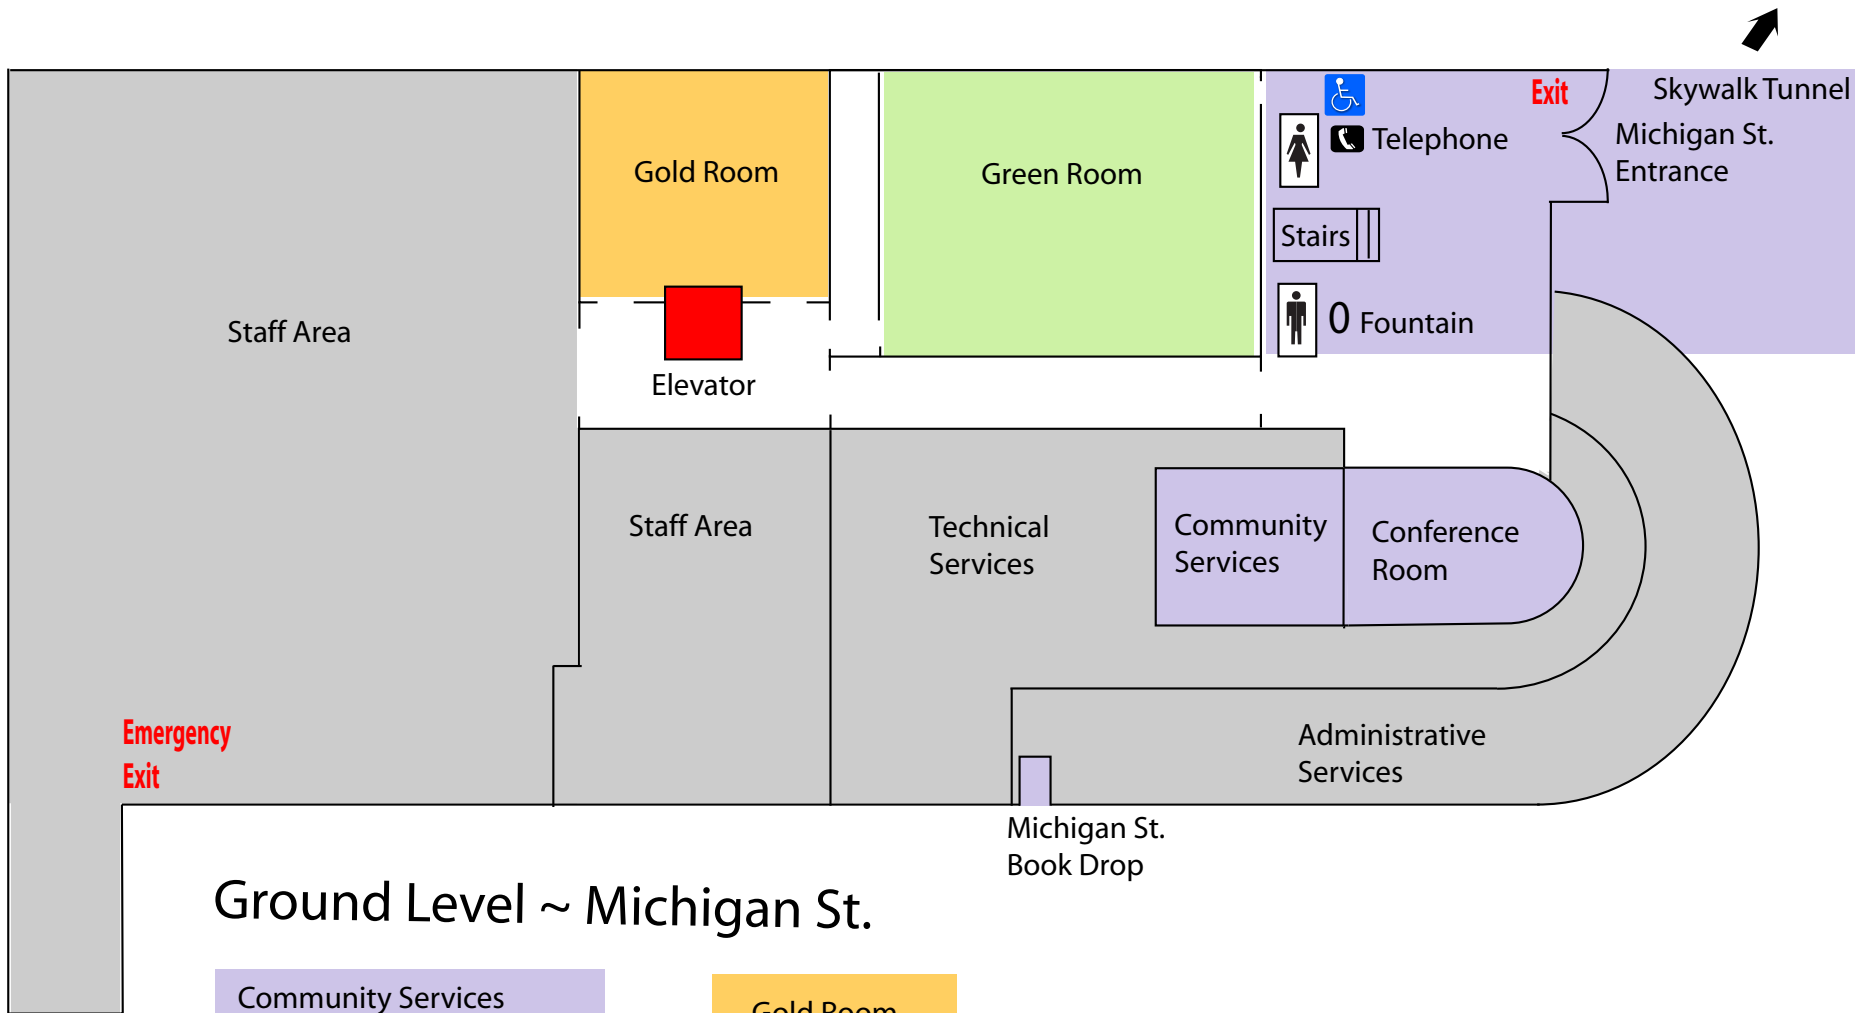 Skywalk Tunnel
Exit
Telephone
Michigan St.
Entrance
Gold Room
Green Room
Stairs
0 Fountain
Staff Area
Elevator
Staff Area
Technical
Services
Community
Services
Conference
Room
Emergency
Exit
Administrative
Services
Michigan St.
Book Drop
Ground Level ~ Michigan St.
Community Services
Gold Room